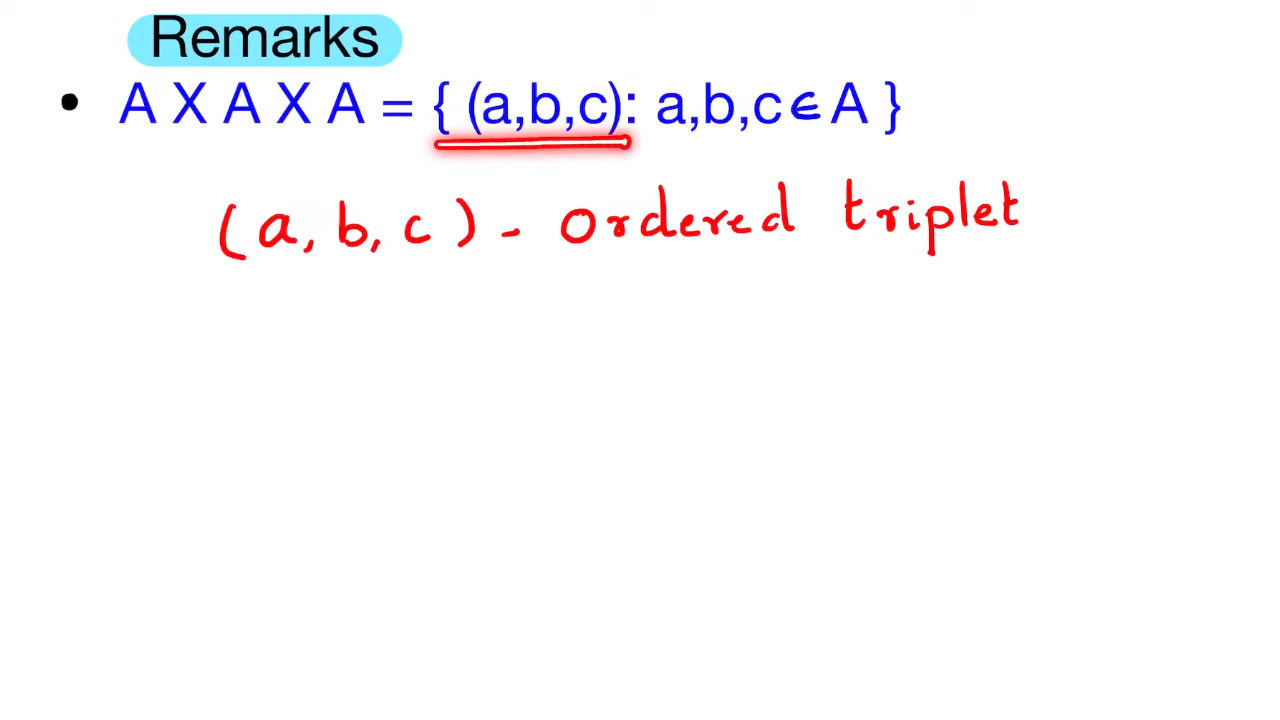 Remarks
• A X A X A = { (a,b,c): a,b,c ∈ A }
(a, b, c) - ordered triplet